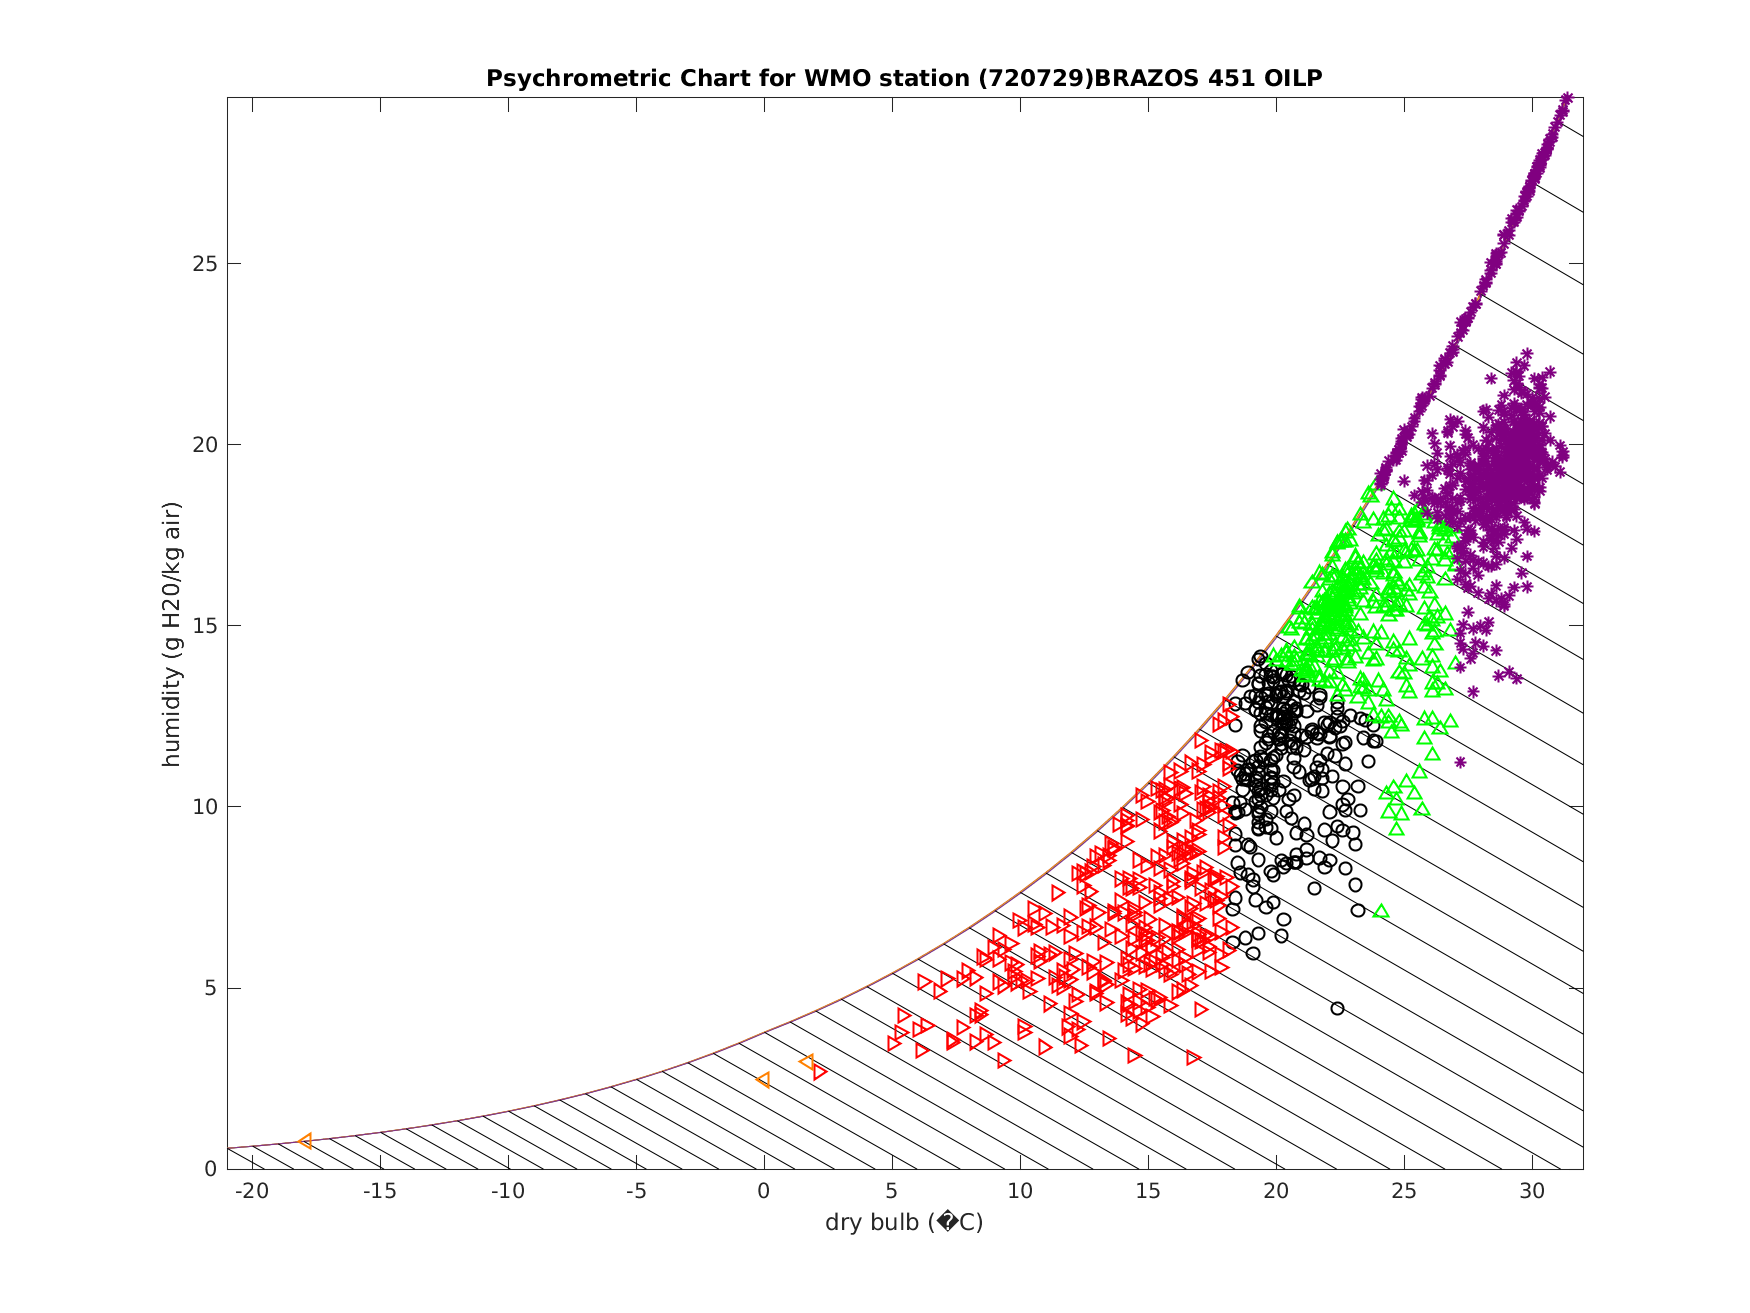 Psychrometric Chart for WMO station (720729)BRAZOS 451 OILP
humidity (g H20/kg air)
25
20
15
10
5
0
-20 -15 -10 -5 0 5 10 15 20 25 30
dry bulb (�C)